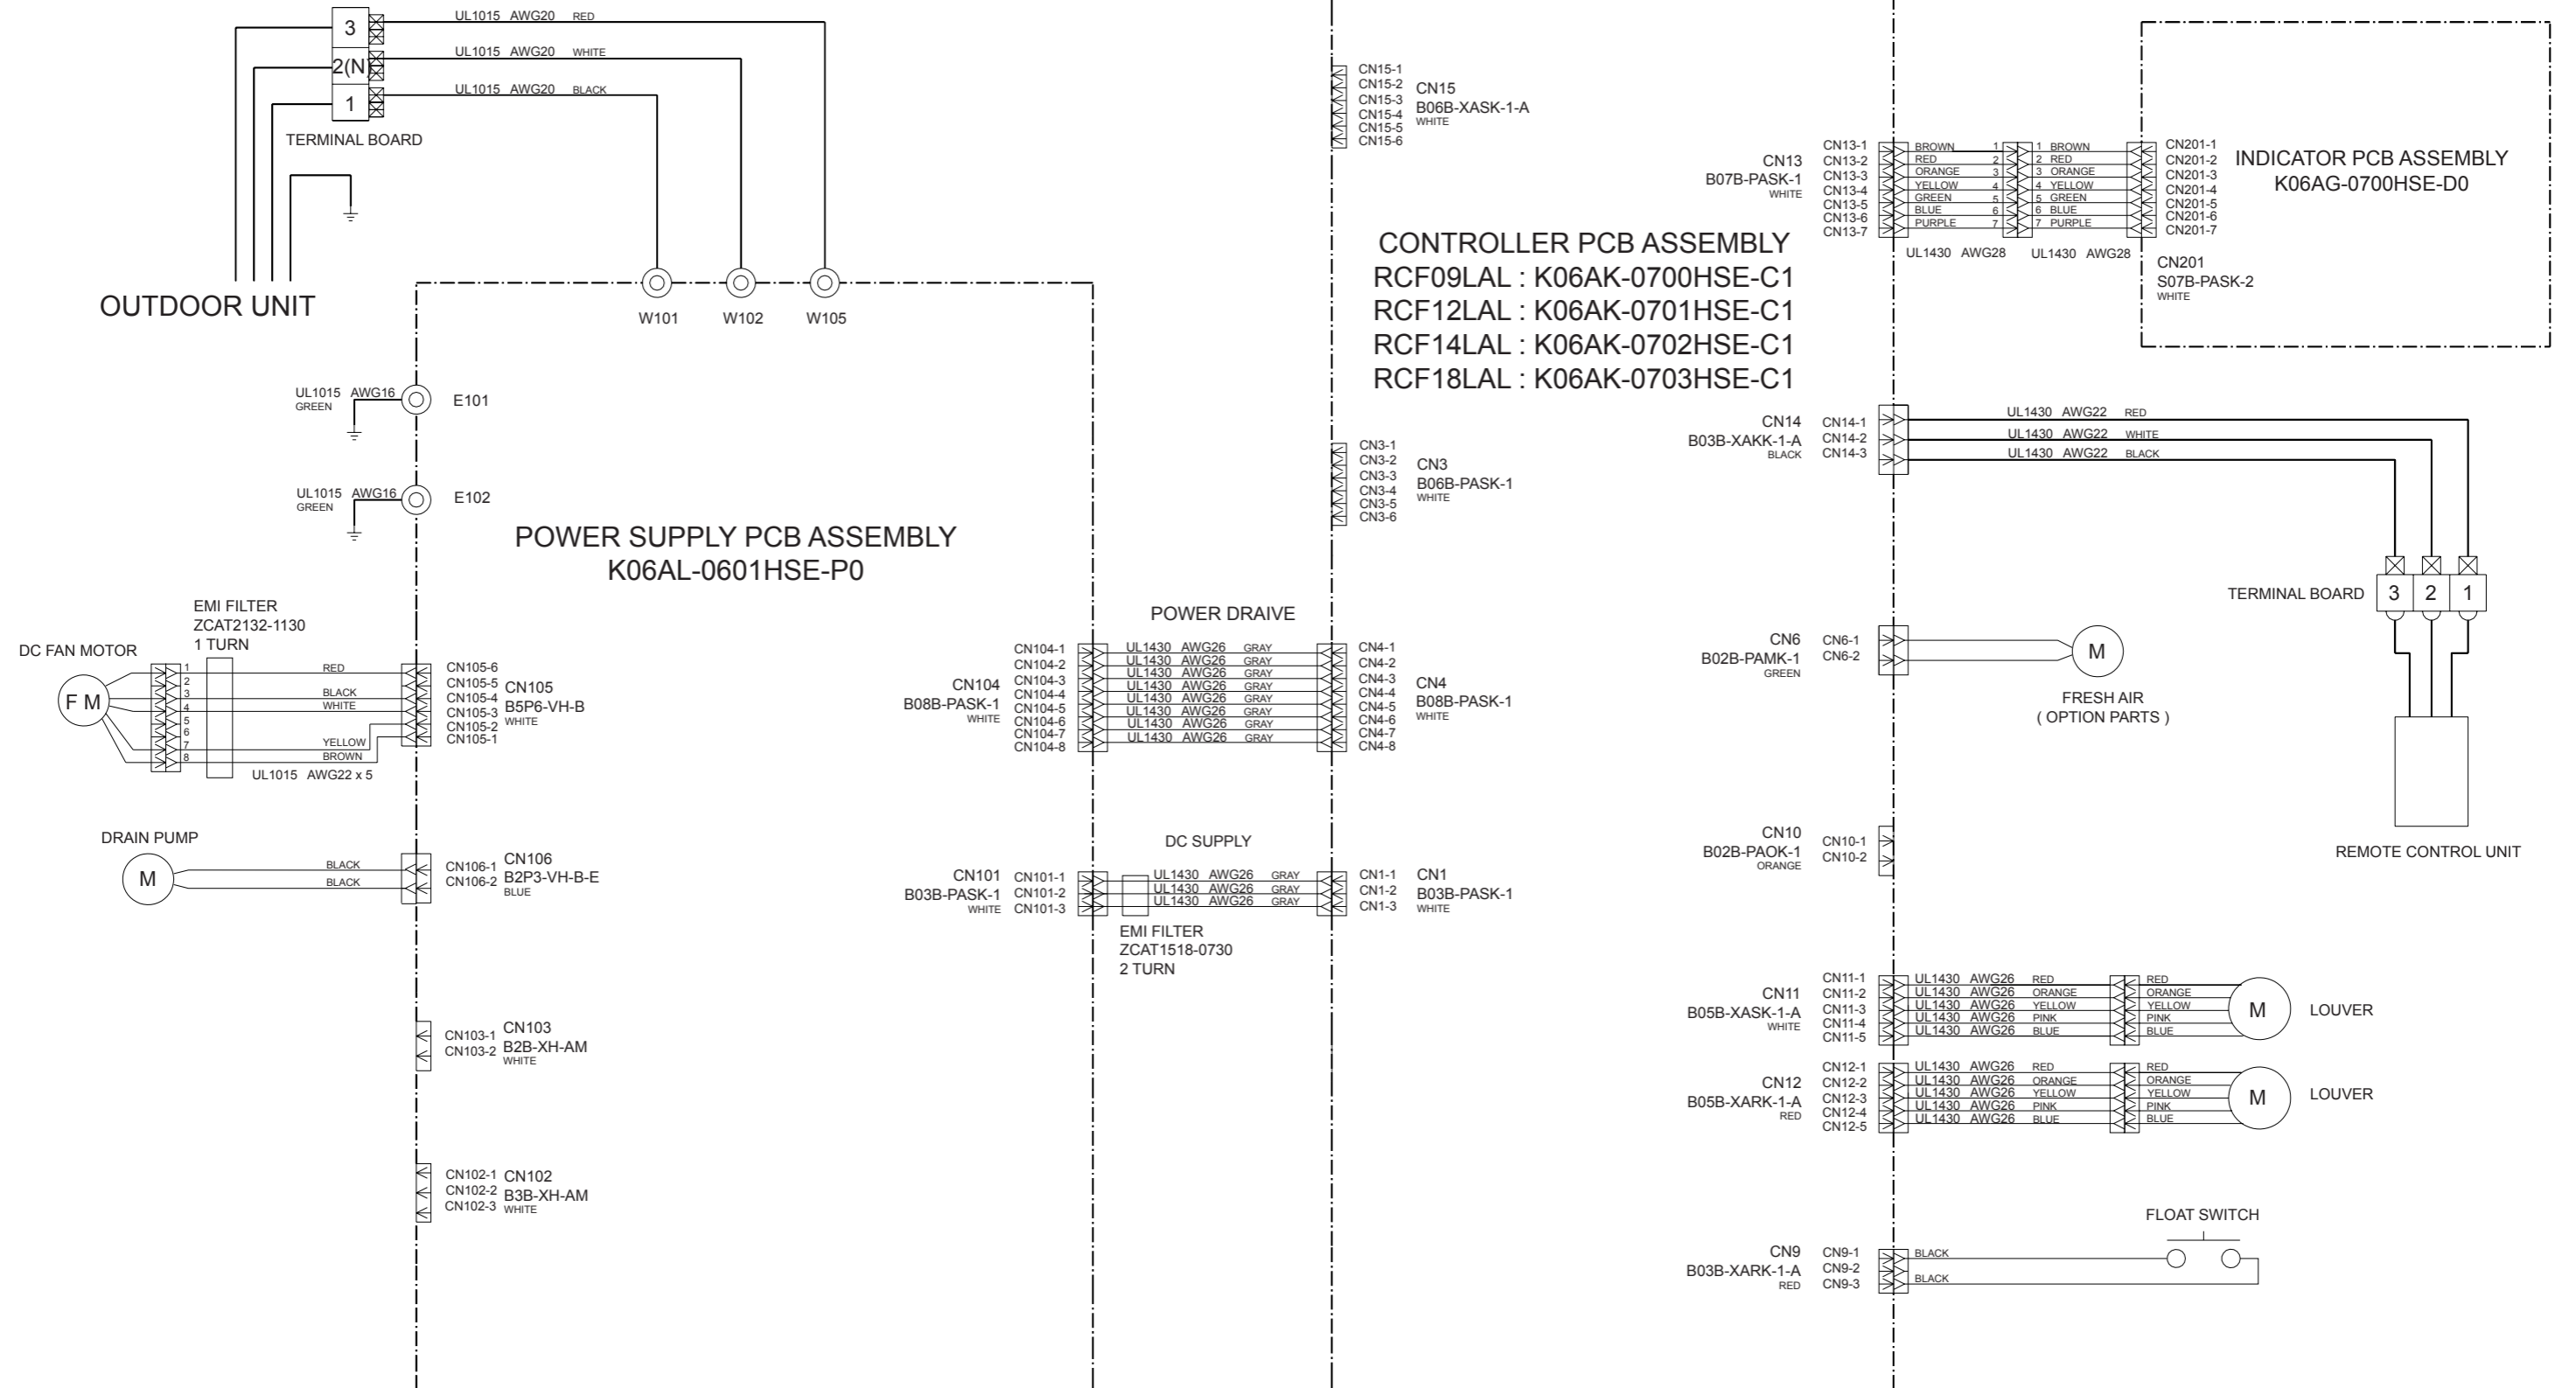 3
UL1015 AWG20 RED
2(N)
UL1015 AWG20 WHITE
1
UL1015 AWG20 BLACK
TERMINAL BOARD
OUTDOOR UNIT
W101 W102 W105
UL1015 AWG16
GREEN
E101
UL1015 AWG16
GREEN
E102
POWER SUPPLY PCB ASSEMBLY
K06AL-0601HSE-P0
EMI FILTER
ZCAT2132-1130
1 TURN
DC FAN MOTOR
F M
1
2
3
4
5
6
7
8
RED
BLACK
WHITE
YELLOW
BROWN
UL1015 AWG22 x 5
CN105-6
CN105-5
CN105-4
CN105-3
CN105-2
CN105-1
CN105
B5P6-VH-B
WHITE
DRAIN PUMP
M
BLACK
BLACK
CN106-1
CN106-2
CN106
B2P3-VH-B-E
BLUE
CN103-1
CN103-2
CN103
B2B-XH-AM
WHITE
CN102-1
CN102-2
CN102-3
CN102
B3B-XH-AM
WHITE
POWER DRAIVE
CN104
B08B-PASK-1
WHITE
CN104-1
CN104-2
CN104-3
CN104-4
CN104-5
CN104-6
CN104-7
CN104-8
UL1430 AWG26 GRAY
UL1430 AWG26 GRAY
UL1430 AWG26 GRAY
UL1430 AWG26 GRAY
UL1430 AWG26 GRAY
UL1430 AWG26 GRAY
UL1430 AWG26 GRAY
UL1430 AWG26 GRAY
CN4-1
CN4-2
CN4-3
CN4-4
CN4-5
CN4-6
CN4-7
CN4-8
CN4
B08B-PASK-1
WHITE
DC SUPPLY
CN101
B03B-PASK-1
WHITE
CN101-1
CN101-2
CN101-3
UL1430 AWG26 GRAY
UL1430 AWG26 GRAY
UL1430 AWG26 GRAY
EMI FILTER
ZCAT1518-0730
2 TURN
CN1-1
CN1-2
CN1-3
CN1
B03B-PASK-1
WHITE
CN15-1
CN15-2
CN15-3
CN15-4
CN15-5
CN15-6
CN15
B06B-XASK-1-A
WHITE
CONTROLLER PCB ASSEMBLY
RCF09LAL : K06AK-0700HSE-C1
RCF12LAL : K06AK-0701HSE-C1
RCF14LAL : K06AK-0702HSE-C1
RCF18LAL : K06AK-0703HSE-C1
CN3-1
CN3-2
CN3-3
CN3-4
CN3-5
CN3-6
CN3
B06B-PASK-1
WHITE
CN13
B07B-PASK-1
WHITE
CN13-1
CN13-2
CN13-3
CN13-4
CN13-5
CN13-6
CN13-7
BROWN 1 1 BROWN
RED 2 2 RED
ORANGE 3 3 ORANGE
YELLOW 4 4 YELLOW
GREEN 5 5 GREEN
BLUE 6 6 BLUE
PURPLE 7 7 PURPLE
UL1430 AWG28 UL1430 AWG28
CN201-1
CN201-2
CN201-3
CN201-4
CN201-5
CN201-6
CN201-7
CN201
S07B-PASK-2
WHITE
INDICATOR PCB ASSEMBLY
K06AG-0700HSE-D0
CN14
B03B-XAKK-1-A
BLACK
CN14-1
CN14-2
CN14-3
UL1430 AWG22 RED
UL1430 AWG22 WHITE
UL1430 AWG22 BLACK
TERMINAL BOARD 3 2 1
REMOTE CONTROL UNIT
CN6
B02B-PAMK-1
GREEN
CN6-1
CN6-2
M
FRESH AIR
( OPTION PARTS )
CN10
B02B-PAOK-1
ORANGE
CN10-1
CN10-2
CN11
B05B-XASK-1-A
WHITE
CN11-1
CN11-2
CN11-3
CN11-4
CN11-5
UL1430 AWG26 RED RED
UL1430 AWG26 ORANGE ORANGE
UL1430 AWG26 YELLOW YELLOW
UL1430 AWG26 PINK PINK
UL1430 AWG26 BLUE BLUE
M
LOUVER
CN12
B05B-XARK-1-A
RED
CN12-1
CN12-2
CN12-3
CN12-4
CN12-5
UL1430 AWG26 RED RED
UL1430 AWG26 ORANGE ORANGE
UL1430 AWG26 YELLOW YELLOW
UL1430 AWG26 PINK PINK
UL1430 AWG26 BLUE BLUE
M
LOUVER
FLOAT SWITCH
CN9
B03B-XARK-1-A
RED
CN9-1
CN9-2
CN9-3
BLACK
BLACK